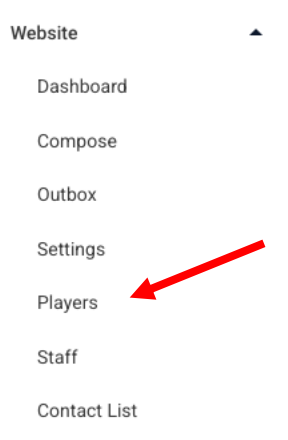 Website
Dashboard
Compose
Outbox
Settings
Players
Staff
Contact List